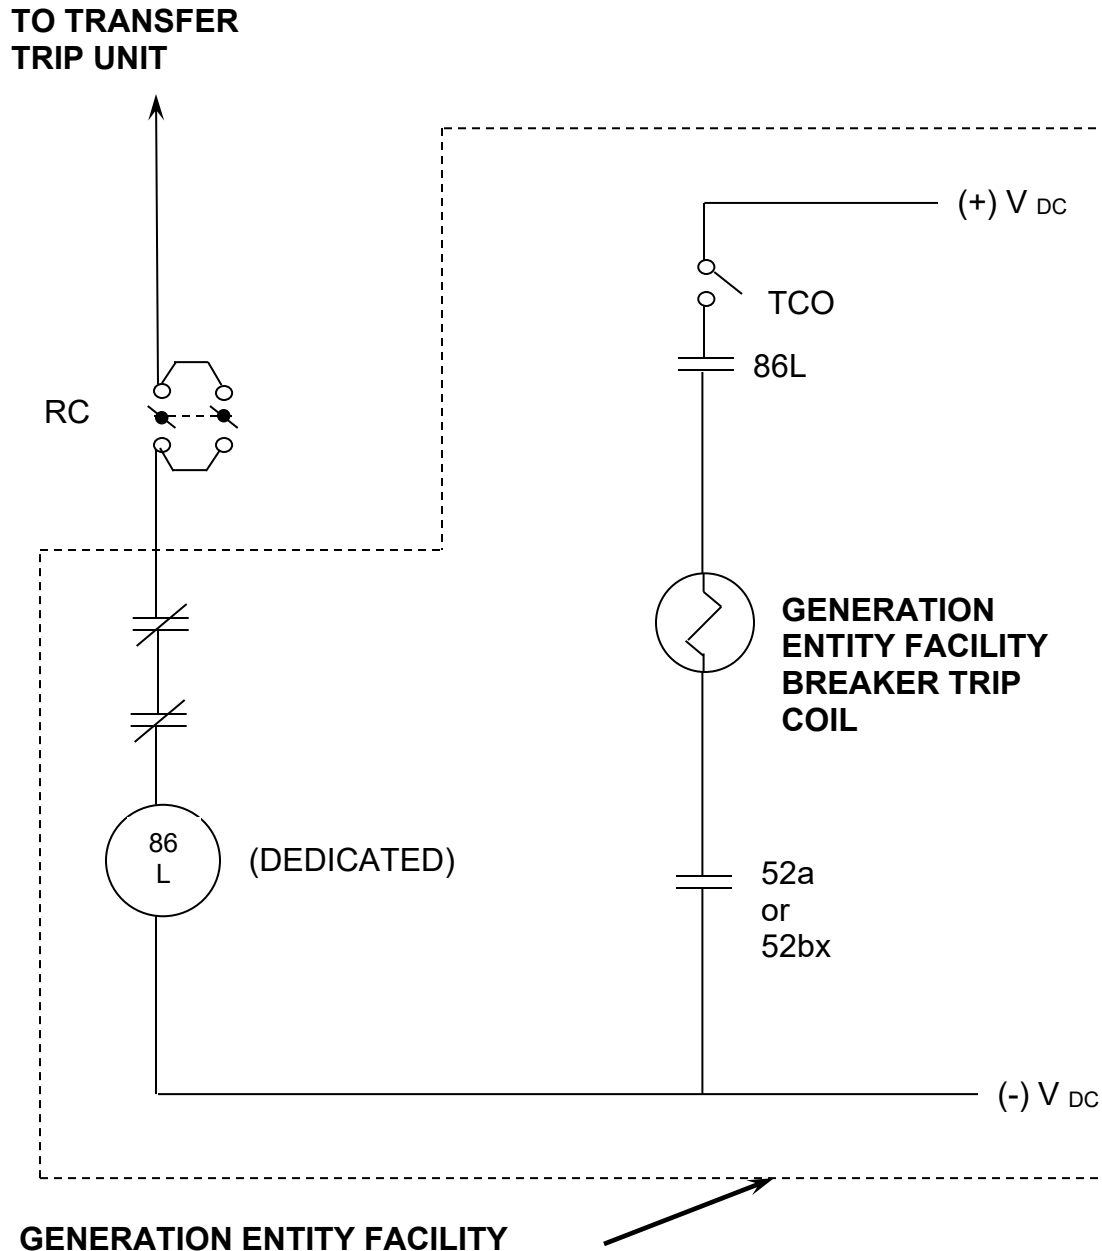 TO TRANSFER
TRIP UNIT
(+) V DC
TCO
86L
RC
GENERATION
ENTITY FACILITY
BREAKER TRIP
COIL
86
L
(DEDICATED)
52a
or
52bx
(-) V DC
GENERATION ENTITY FACILITY